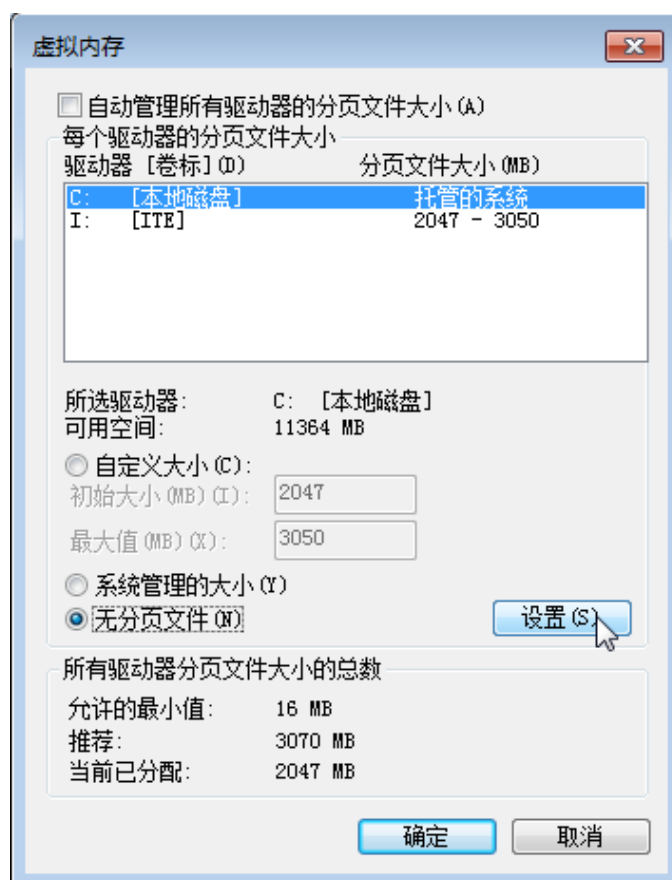 虚拟内存
自动管理所有驱动器的分页文件大小(A)
每个驱动器的分页文件大小
驱动器 [卷标](D) 分页文件大小(MB)
C: [本地磁盘] 托管的系统
I: [ITE] 2047 - 3050
所选驱动器: C: [本地磁盘]
可用空间: 11364 MB
自定义大小(C):
初始大小(MB)(I): 2047
最大值(MB)(X): 3050
系统管理的大小(Y)
无分页文件(N) 设置(S)
所有驱动器分页文件大小的总数
允许的最小值: 16 MB
推荐: 3070 MB
当前已分配: 2047 MB
确定 取消